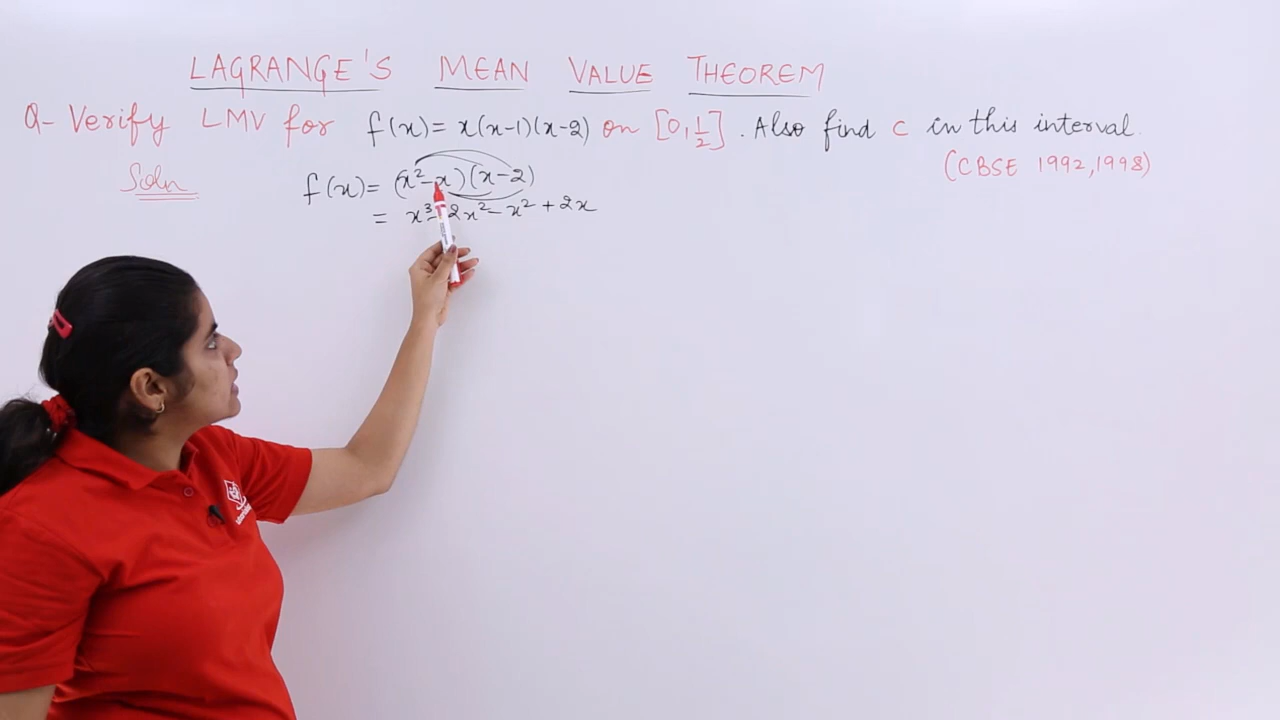 LAGRANGE'S MEAN VALUE THEOREM
Q- Verify LMV for f(x) = x(x-1)(x-2) on [0, 1/2]. Also find c in this interval.
(CBSE 1992, 1998)
Soln
f(x) = (x² - x)(x - 2)
= x³ - 2x² - x² + 2x